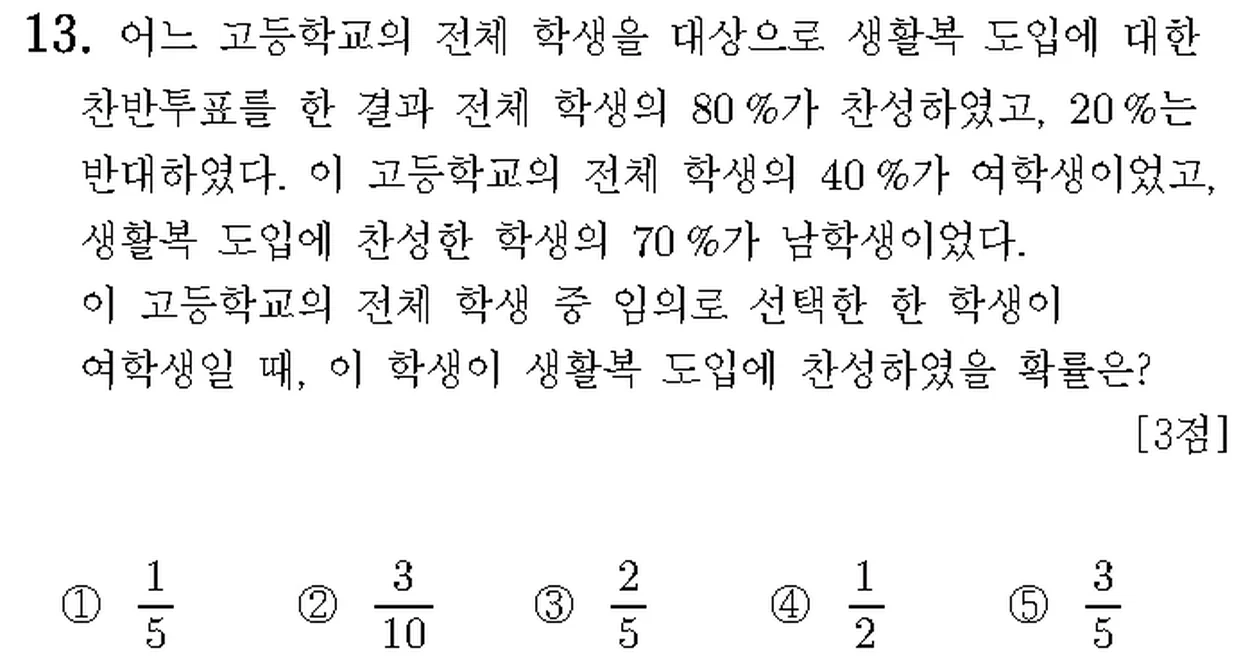 13. 어느 고등학교의 전체 학생을 대상으로 생활복 도입에 대한
찬반투표를 한 결과 전체 학생의 80 %가 찬성하였고, 20 %는
반대하였다. 이 고등학교의 전체 학생의 40 %가 여학생이었고,
생활복 도입에 찬성한 학생의 70 %가 남학생이었다.
이 고등학교의 전체 학생 중 임의로 선택한 한 학생이
여학생일 때, 이 학생이 생활복 도입에 찬성하였을 확률은?
[3점]
① 1/5 ② 3/10 ③ 2/5 ④ 1/2 ⑤ 3/5